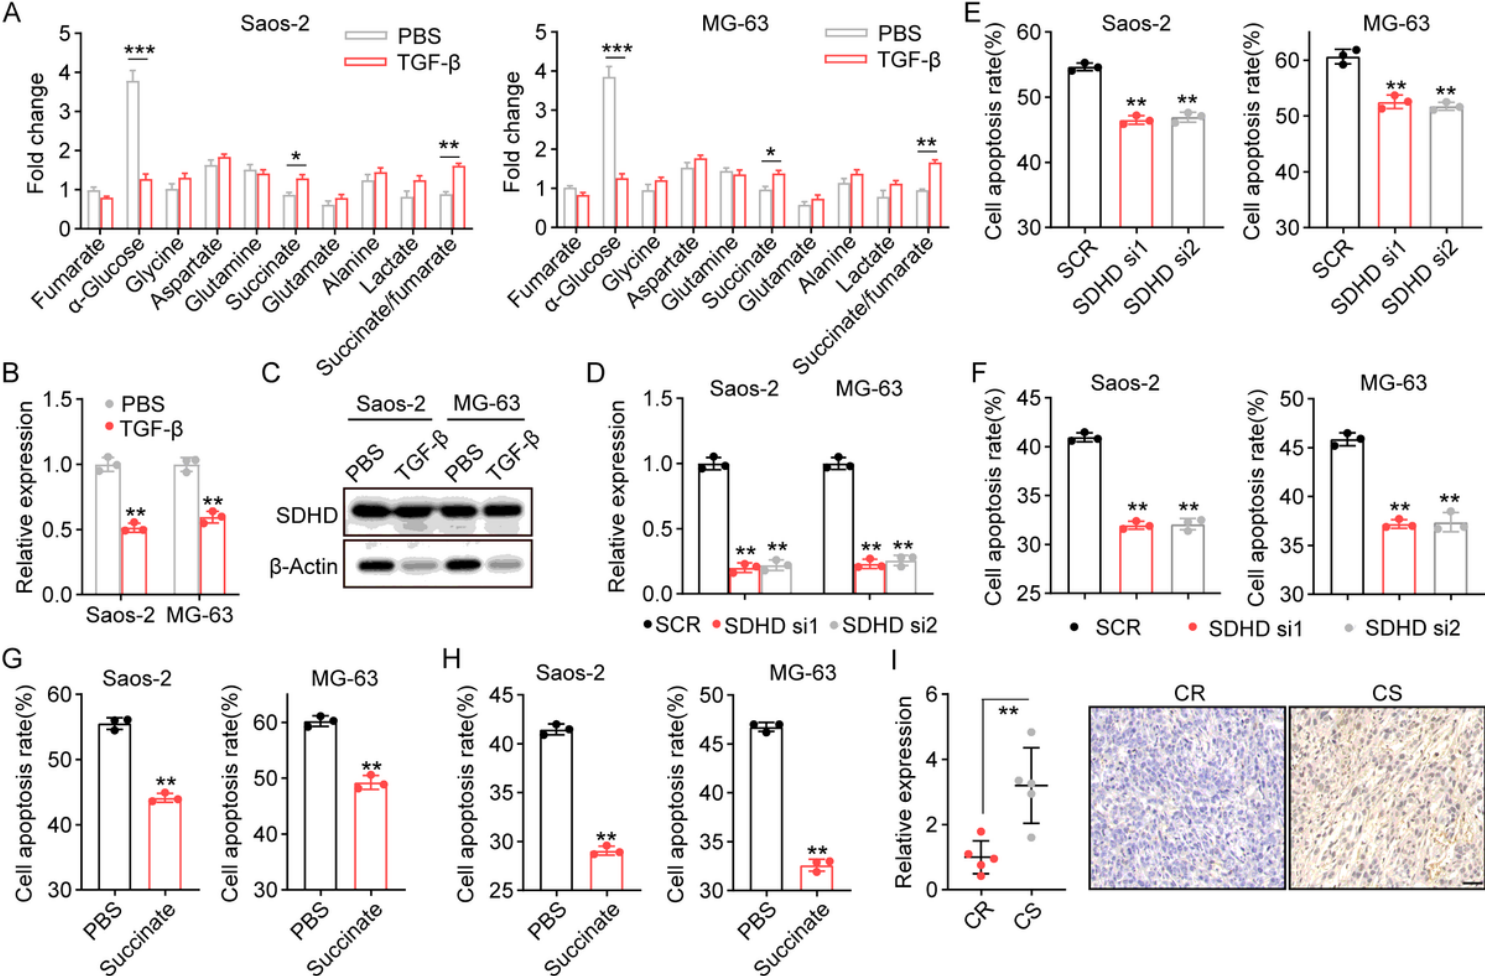 A
Saos-2
PBS
TGF-β
Fold change
5
4
3
2
1
0
***
*
**
Fumarate
α-Glucose
Glycine
Aspartate
Glutamine
Succinate
Glutamate
Alanine
Lactate
Succinate/fumarate
MG-63
PBS
TGF-β
Fold change
5
4
3
2
1
0
***
*
**
Fumarate
α-Glucose
Glycine
Aspartate
Glutamine
Succinate
Glutamate
Alanine
Lactate
Succinate/fumarate
E
Saos-2
Cell apoptosis rate(%)
60
50
40
30
**
**
SCR
SDHD si1
SDHD si2
MG-63
Cell apoptosis rate(%)
60
50
40
30
**
**
SCR
SDHD si1
SDHD si2
B
PBS
TGF-β
Relative expression
1.5
1.0
0.5
0.0
**
**
Saos-2 MG-63
C
Saos-2 MG-63
PBS TGF-β PBS TGF-β
SDHD
β-Actin
D
Saos-2 MG-63
Relative expression
1.5
1.0
0.5
0.0
** **
** **
SCR SDHD si1 SDHD si2
F
Saos-2
Cell apoptosis rate(%)
45
40
35
30
25
**
**
MG-63
Cell apoptosis rate(%)
50
45
40
35
30
**
**
SCR SDHD si1 SDHD si2
G
Saos-2
Cell apoptosis rate(%)
60
50
40
30
**
PBS
Succinate
MG-63
Cell apoptosis rate(%)
60
50
40
30
**
PBS
Succinate
H
Saos-2
Cell apoptosis rate(%)
45
40
35
30
25
**
PBS
Succinate
MG-63
Cell apoptosis rate(%)
50
45
40
35
30
**
PBS
Succinate
I
Relative expression
6
4
2
0
**
CR
CS
CR
CS